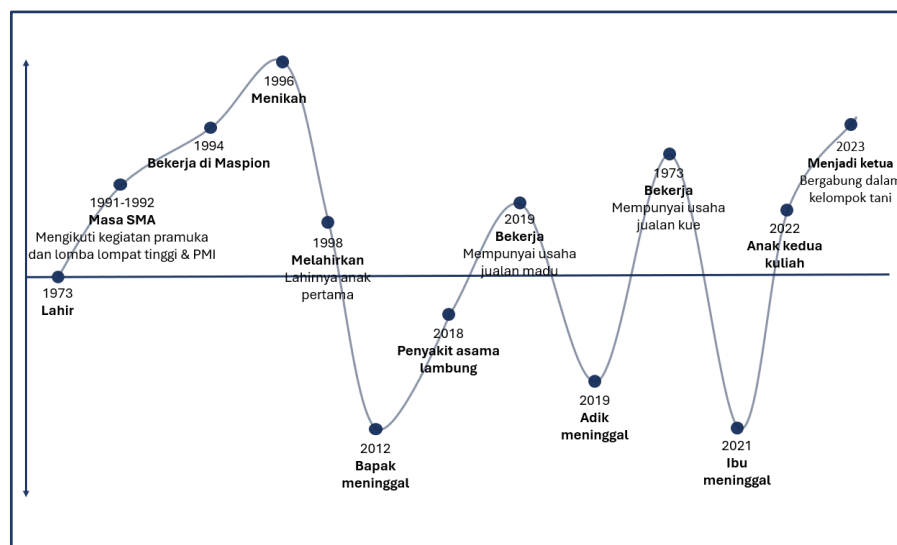 1973
Lahir
1991-1992
Masa SMA
Mengikuti kegiatan pramuka
dan lomba lompat tinggi & PMI
1994
Bekerja di Maspion
1996
Menikah
1998
Melahirkan
Lahirnya anak
pertama
2012
Bapak
meninggal
2018
Penyakit asama
lambung
2019
Bekerja
Mempunyai usaha
jualan madu
2019
Adik
meninggal
1973
Bekerja
Mempunyai usaha
jualan kue
2021
Ibu
meninggal
2022
Anak kedua
kuliah
2023
Menjadi ketua
Bergabung dalam
kelompok tani